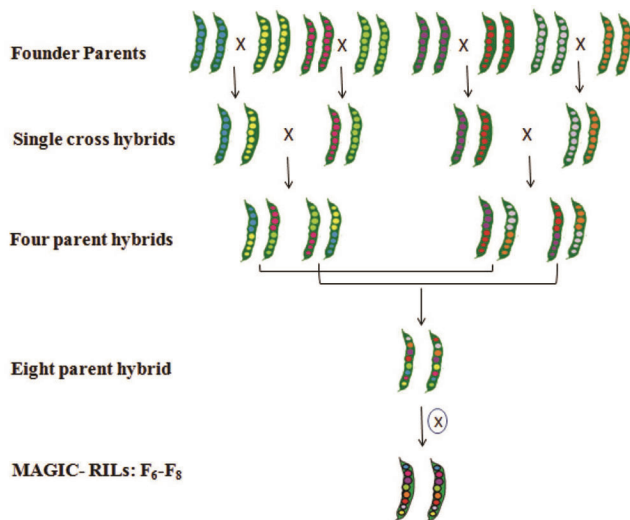 Founder Parents
X X X X
Single cross hybrids
X X
Four parent hybrids
Eight parent hybrid
X
MAGIC- RILs: F₆-F₈